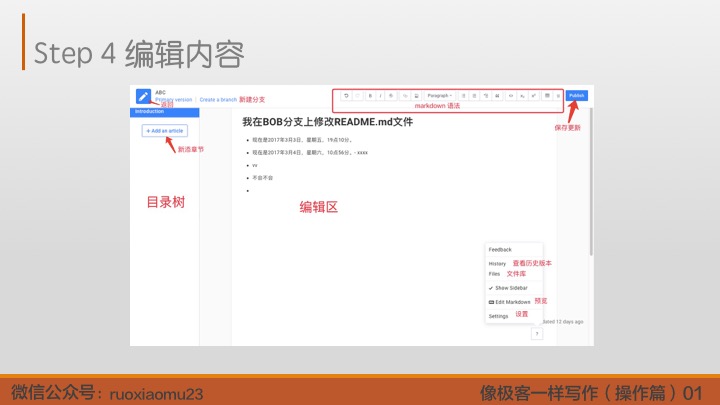 Step 4 编辑内容
ABC
Primary version | Create a branch 新建分支
返回
Paragraph
Publish
markdown 语法
Introduction
+ Add an article
新添章节
保存更新
目录树
我在BOB分支上修改README.md文件
现在是2017年3月3日，星期五，19点10分。
现在是2017年3月4日，星期六，10点56分。- xxxx
vv
不会不会
编辑区
Feedback
History 查看历史版本
Files 文件库
Show Sidebar
Edit Markdown 预览
Settings 设置
dated 12 days ago
?
微信公众号：ruoxiaomu23
像极客一样写作（操作篇）01